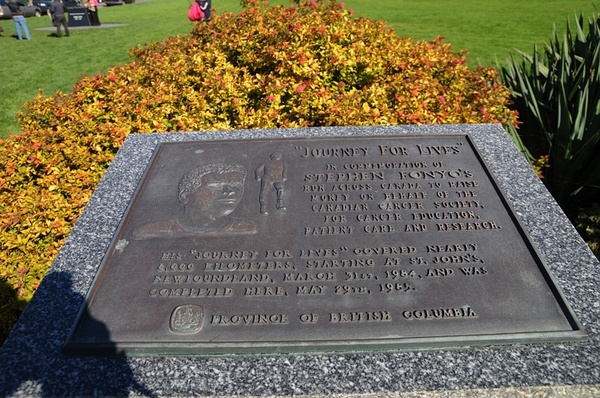 "JOURNEY FOR LIVES"
IN COMMEMORATION OF
STEPHEN FONYO'S
RUN ACROSS CANADA TO RAISE
MONEY ON BEHALF OF THE
CANADIAN CANCER SOCIETY,
FOR CANCER EDUCATION,
PATIENT CARE AND RESEARCH.
HIS "JOURNEY FOR LIVES" COVERED NEARLY
8,000 KILOMETERS, STARTING AT ST. JOHN'S,
NEWFOUNDLAND, MARCH 31ST, 1984, AND WAS
COMPLETED HERE, MAY 29TH, 1985.
PROVINCE OF BRITISH COLUMBIA